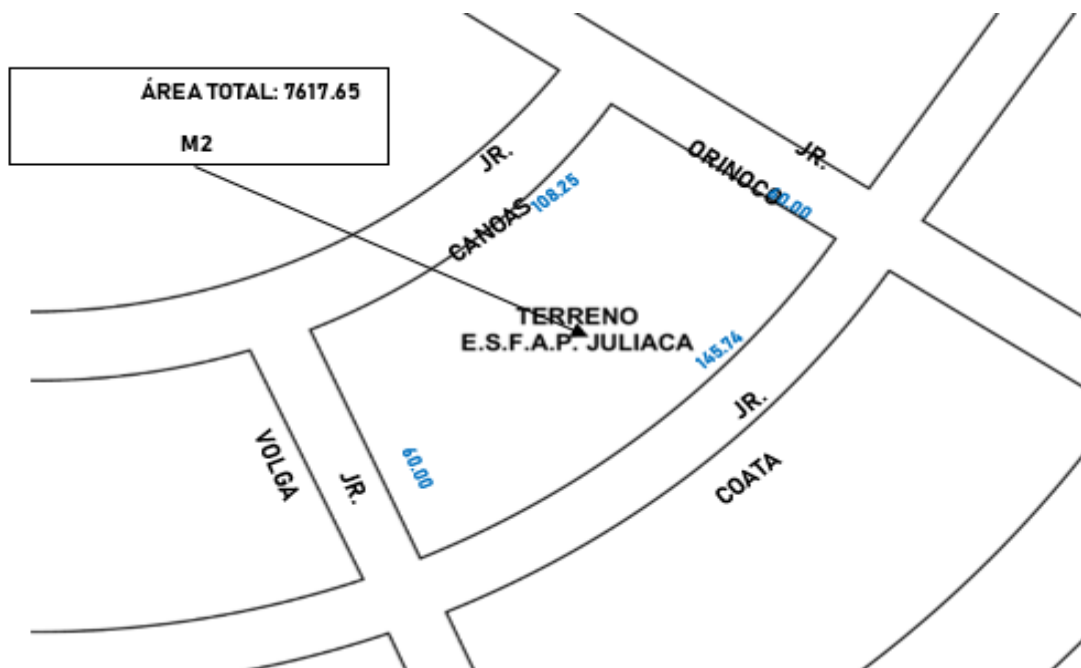 ÁREA TOTAL: 7617.65
M2
JR.
CANOAS
108.25
JR.
ORINOCO
TERRENO
E.S.F.A.P. JULIACA
145.74
JR.
COATA
VOLGA
JR.
60.00